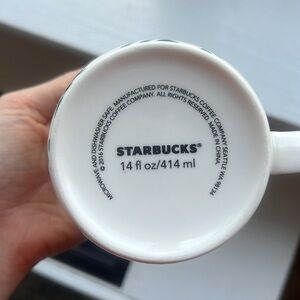 MICROWAVE AND DISHWASHER SAFE. MANUFACTURED FOR STARBUCKS COFFEE COMPANY SEATTLE, WA 98134
© 2016 STARBUCKS COFFEE COMPANY. ALL RIGHTS RESERVED. MADE IN CHINA.
STARBUCKS®
14 fl oz/414 ml